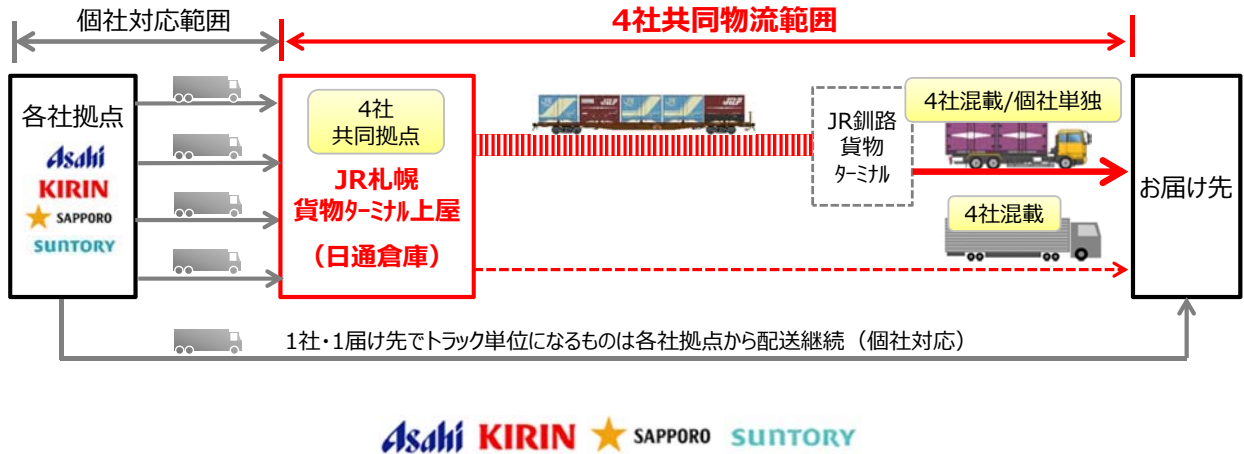 個社対応範囲
4社共同物流範囲
各社拠点
Asahi
KIRIN
SAPPORO
SUNTORY
4社
共同拠点
JR札幌
貨物ターミナル上屋
（日通倉庫）
JR釧路
貨物
ターミナル
4社混載/個社単独
4社混載
お届け先
1社・1届け先でトラック単位になるものは各社拠点から配送継続（個社対応）
Asahi KIRIN SAPPORO SUNTORY